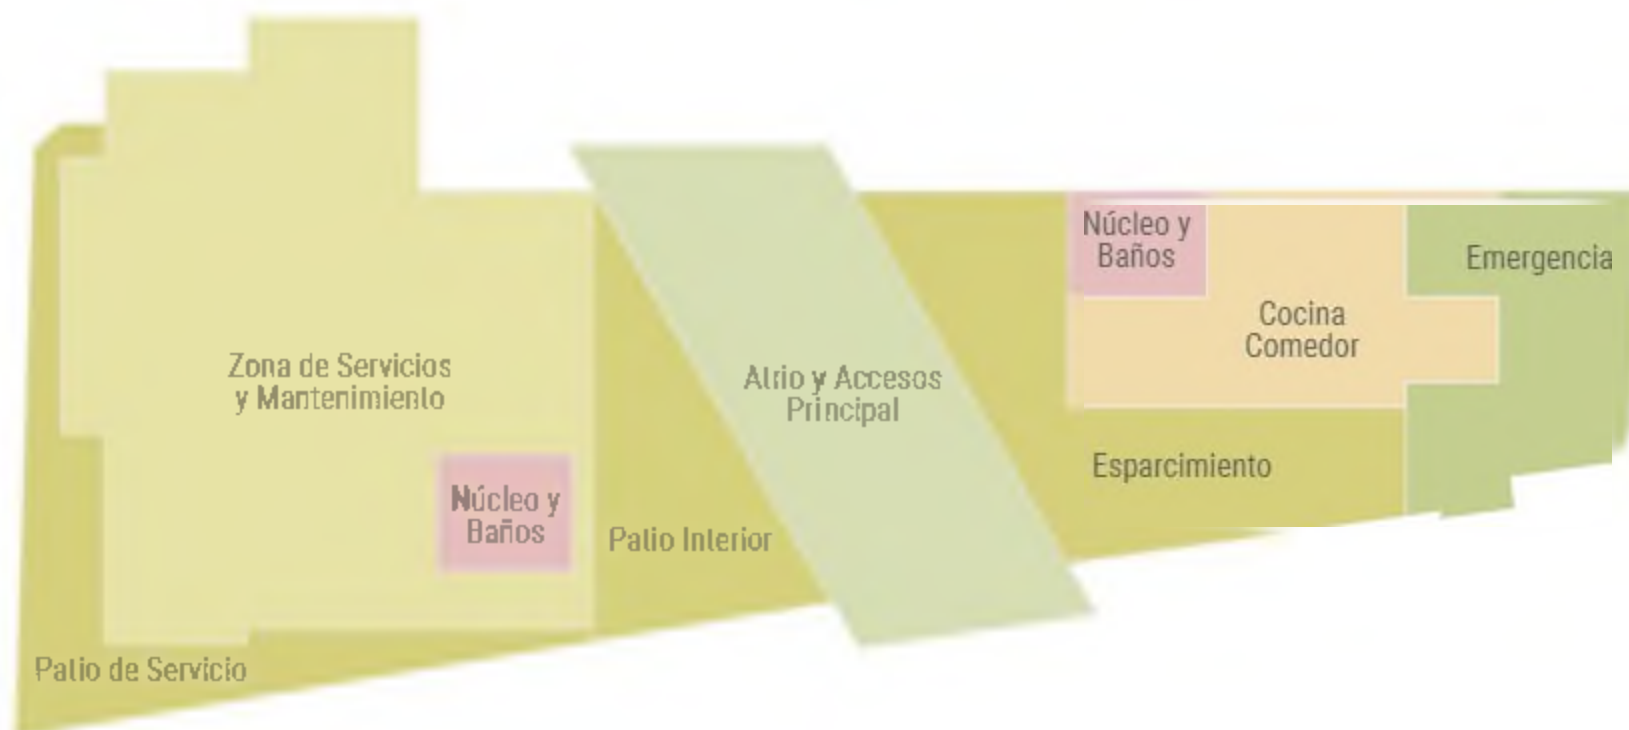 Núcleo y
Baños
Emergencia
Cocina
Comedor
Zona de Servicios
y Mantenimiento
Atrio y Accesos
Principal
Esparcimiento
Núcleo y
Baños
Patio Interior
Patio de Servicio